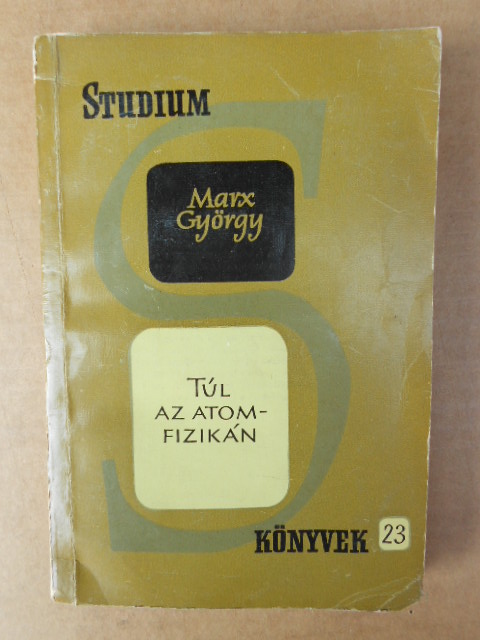 STUDIUM
Marx
György
TÚL
AZ ATOM-
FIZIKÁN
KÖNYVEK 23